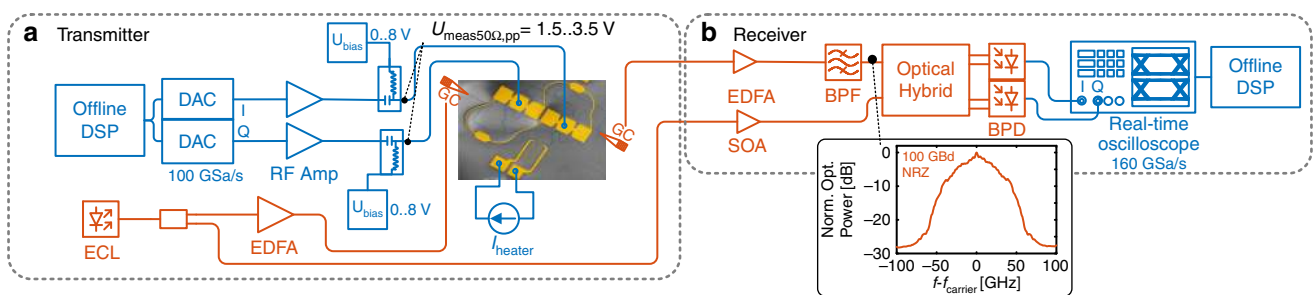 a Transmitter
U_bias
0..8 V
U_meas50Ω,pp= 1.5..3.5 V
Offline
DSP
DAC
I
DAC
Q
100 GSa/s
RF Amp
U_bias
0..8 V
GC
GC
I_heater
ECL
EDFA
b Receiver
EDFA
SOA
BPF
Optical
Hybrid
BPD
I Q
Real-time
oscilloscope
160 GSa/s
Offline
DSP
100 GBd
NRZ
Norm. Opt.
Power [dB]
0
−10
−20
−30
−100 −50 0 50 100
f-f_carrier [GHz]